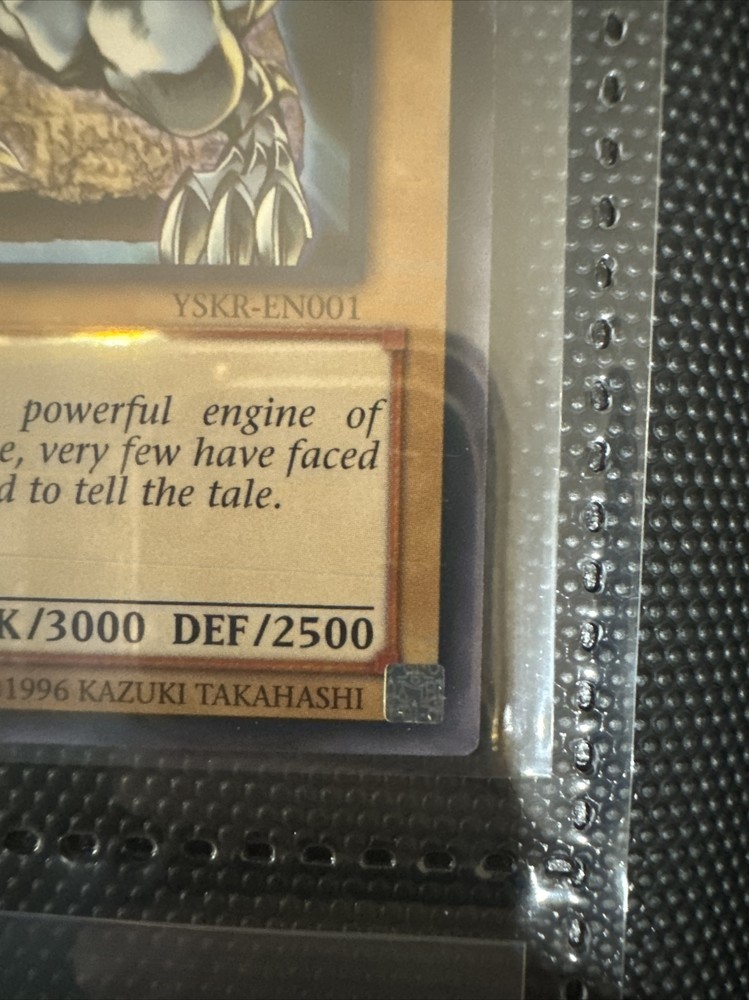 YSKR-EN001
powerful engine of
e, very few have faced
d to tell the tale.
K/3000 DEF/2500
1996 KAZUKI TAKAHASHI